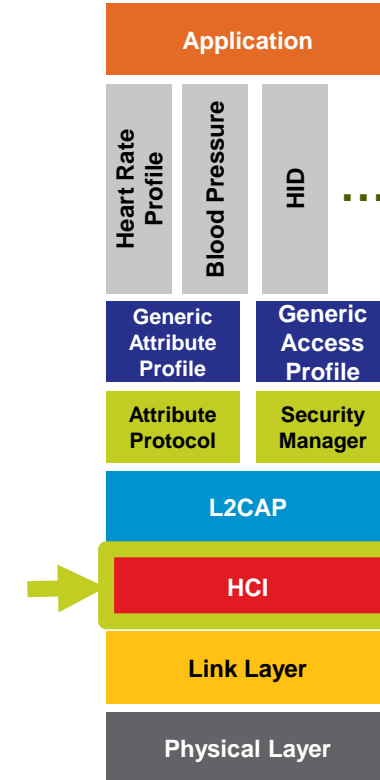 Application
Heart Rate
Profile
Blood Pressure
HID
...
Generic
Attribute
Profile
Generic
Access
Profile
Attribute
Protocol
Security
Manager
L2CAP
HCI
Link Layer
Physical Layer